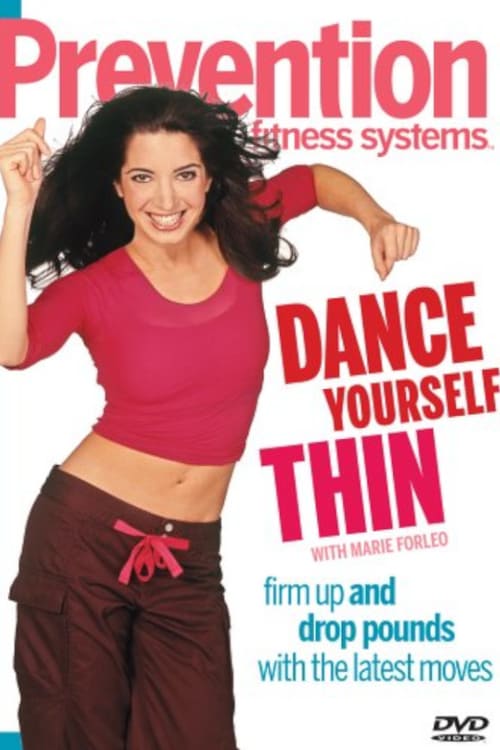 Prevention
fitness systems™
DANCE
YOURSELF
THIN
WITH MARIE FORLEO
firm up and
drop pounds
with the latest moves
DVD
VIDEO